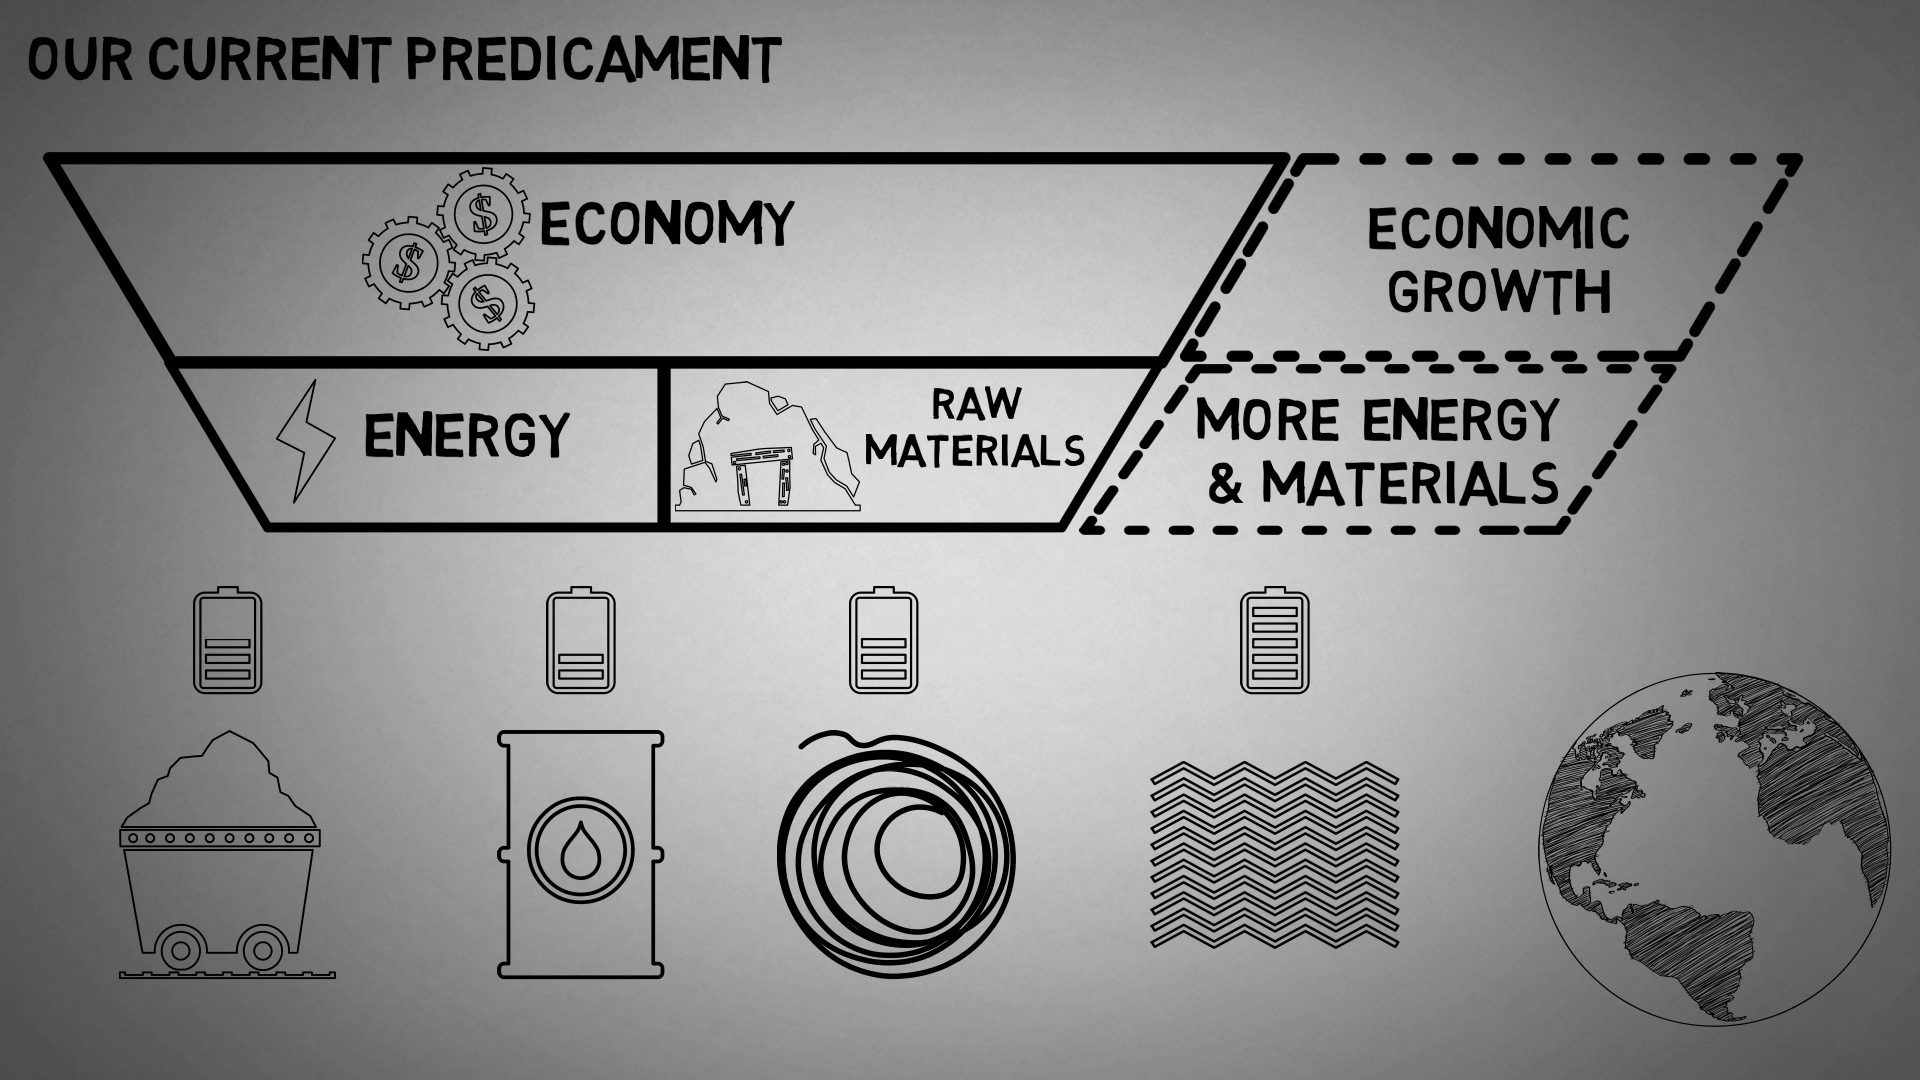 OUR CURRENT PREDICAMENT
$
$
$
ECONOMY
ECONOMIC
GROWTH
ENERGY
RAW
MATERIALS
MORE ENERGY
& MATERIALS